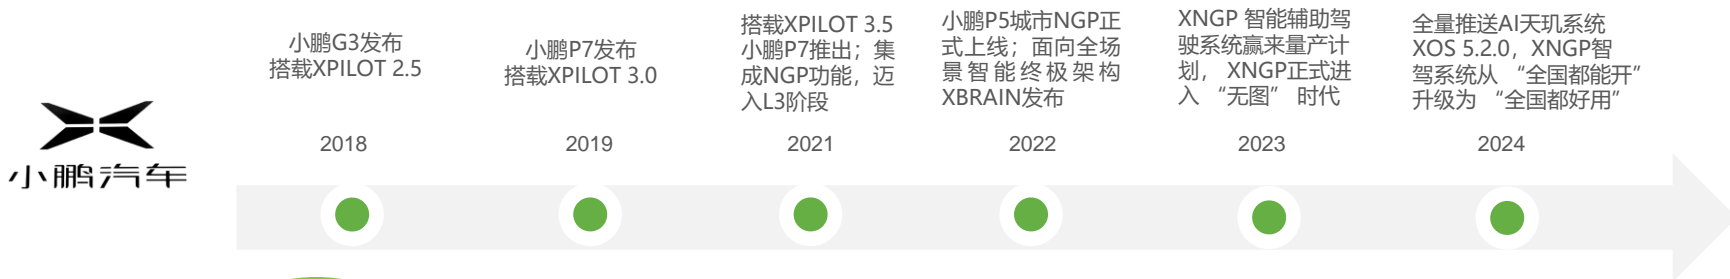 小鹏汽车
小鹏G3发布
搭载XPILOT 2.5
2018
小鹏P7发布
搭载XPILOT 3.0
2019
搭载XPILOT 3.5
小鹏P7推出；集
成NGP功能，迈
入L3阶段
2021
小鹏P5城市NGP正
式上线；面向全场
景智能终极架构
XBRAIN发布
2022
XNGP 智能辅助驾
驶系统赢来量产计
划， XNGP正式进
入 “无图” 时代
2023
全量推送AI天玑系统
XOS 5.2.0，XNGP智
驾系统从 “全国都能开”
升级为 “全国都好用”
2024